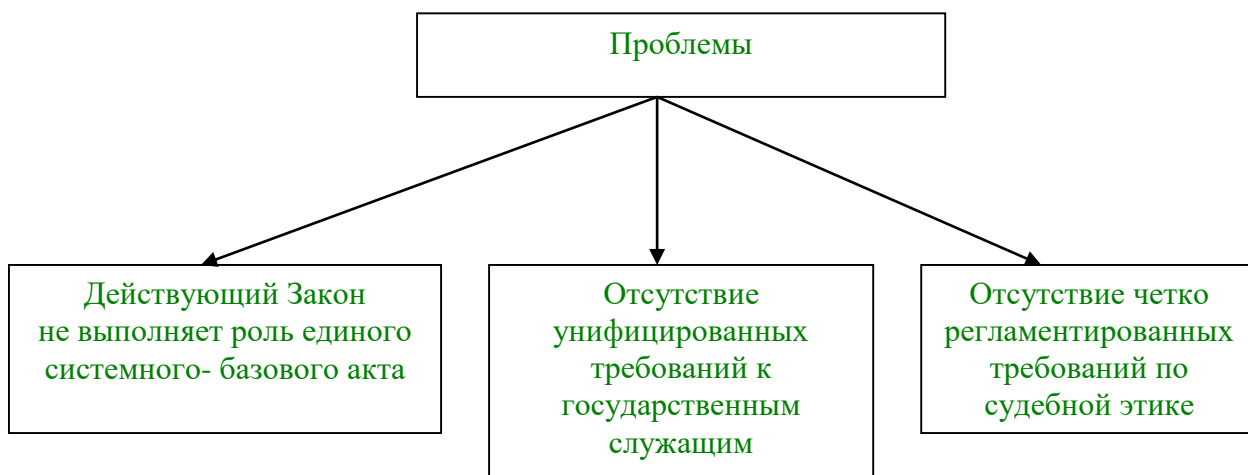 Проблемы
Действующий Закон
не выполняет роль единого
системного- базового акта
Отсутствие
унифицированных
требований к
государственным
служащим
Отсутствие четко
регламентированных
требований по
судебной этике